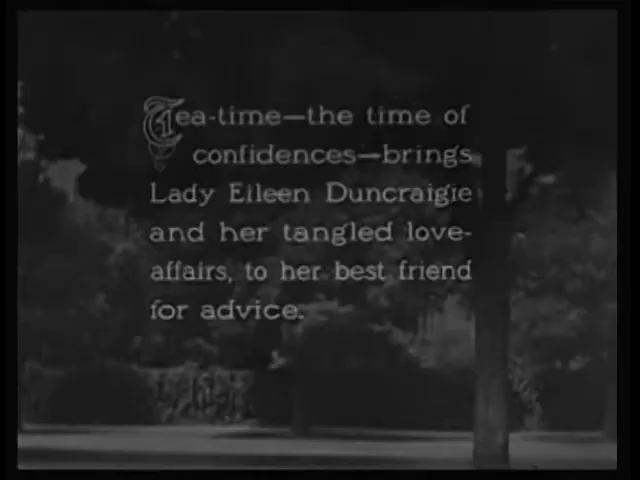 Tea-time—the time of
confidences—brings
Lady Eileen Duncraigie
and her tangled love-
affairs, to her best friend
for advice.